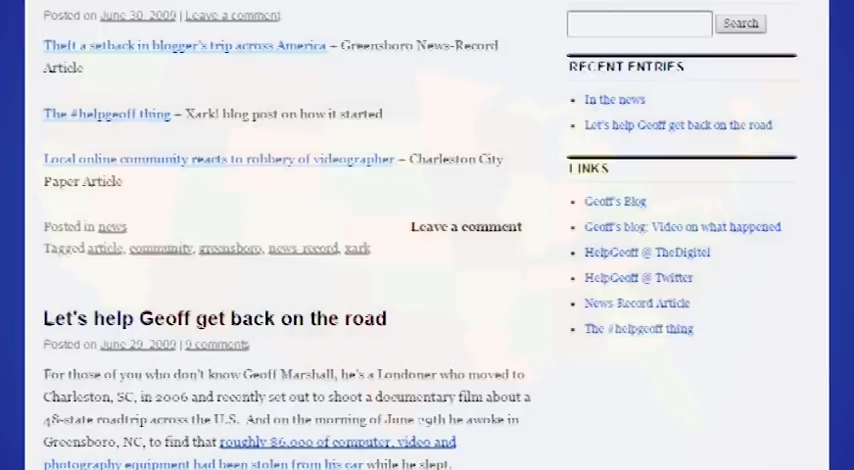 Posted on June 30, 2009 | Leave a comment
Theft a setback in blogger's trip across America – Greensboro News-Record
Article
The #helpgeoff thing – Xark! blog post on how it started
Local online community reacts to robbery of videographer – Charleston City
Paper Article
Posted in news
Leave a comment
Tagged article, community, greensboro, news-record, xark
Let's help Geoff get back on the road
Posted on June 29, 2009 | 9 comments
For those of you who don't know Geoff Marshall, he's a Londoner who moved to
Charleston, SC, in 2006 and recently set out to shoot a documentary film about a
48-state roadtrip across the U.S. And on the morning of June 29th he awoke in
Greensboro, NC, to find that roughly $6,000 of computer, video and
photography equipment had been stolen from his car while he slept.
Search
RECENT ENTRIES
• In the news
• Let's help Geoff get back on the road
LINKS
• Geoff's Blog
• Geoff's blog: Video on what happened
• HelpGeoff @ TheDigitel
• HelpGeoff @ Twitter
• News Record Article
• The #helpgeoff thing